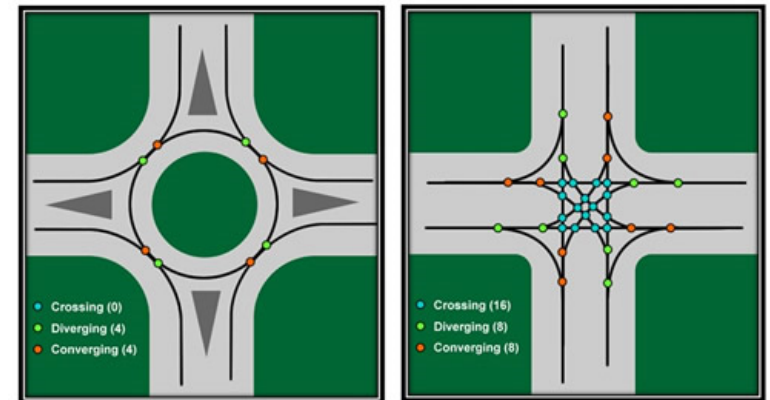 Crossing (0)
Diverging (4)
Converging (4)
Crossing (16)
Diverging (8)
Converging (8)